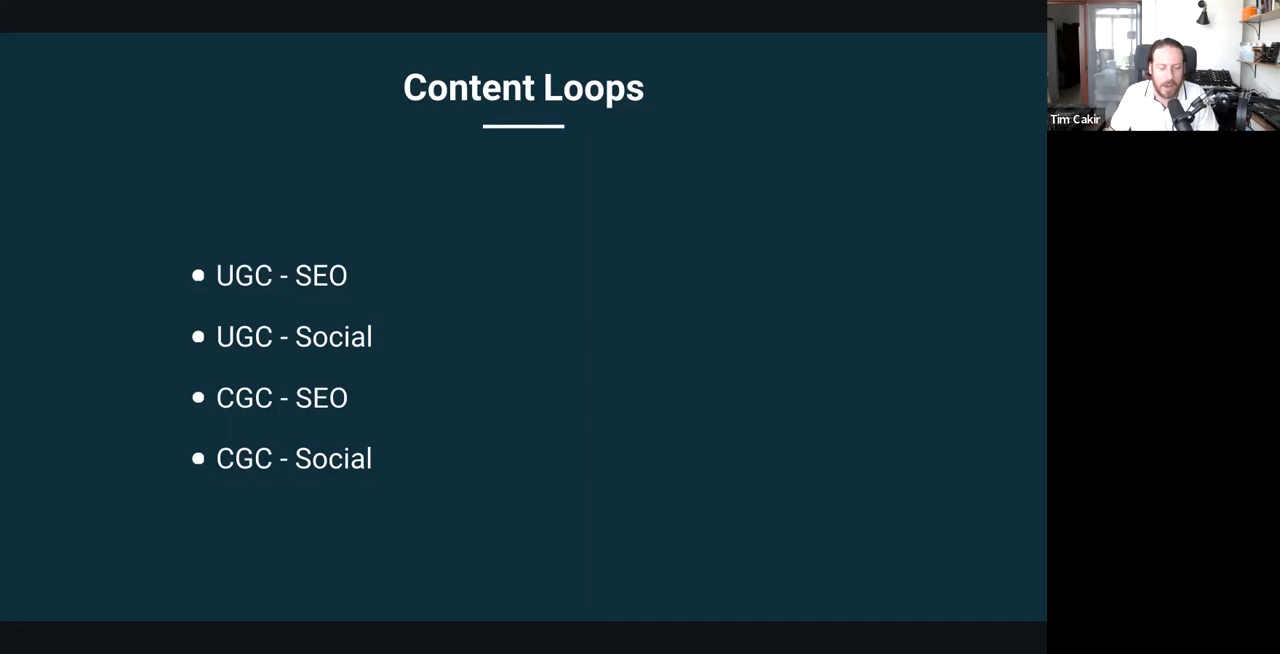 Content Loops
UGC - SEO
UGC - Social
CGC - SEO
CGC - Social
Tim Cakir